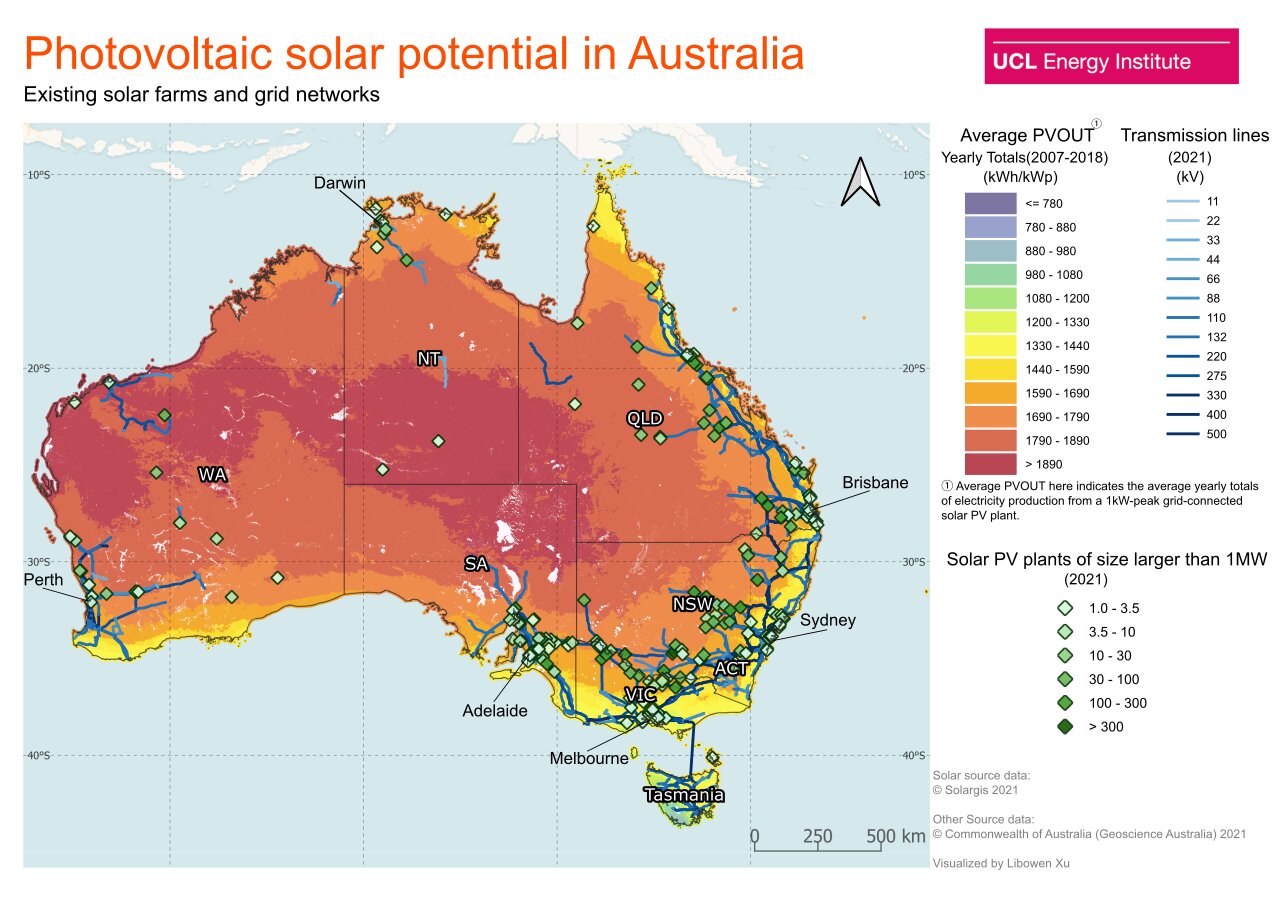 Photovoltaic solar potential in Australia
Existing solar farms and grid networks
UCL Energy Institute
10°S
10°S
20°S
20°S
30°S
30°S
40°S
40°S
Darwin
NT
QLD
WA
Brisbane
SA
Perth
NSW
Sydney
ACT
VIC
Adelaide
Melbourne
Tasmania
0 250 500 km
Average PVOUT①
Yearly Totals(2007-2018)
(kWh/kWp)
<= 780
780 - 880
880 - 980
980 - 1080
1080 - 1200
1200 - 1330
1330 - 1440
1440 - 1590
1590 - 1690
1690 - 1790
1790 - 1890
> 1890
Transmission lines
(2021)
(kV)
11
22
33
44
66
88
110
132
220
275
330
400
500
① Average PVOUT here indicates the average yearly totals
of electricity production from a 1kW-peak grid-connected
solar PV plant.
Solar PV plants of size larger than 1MW
(2021)
1.0 - 3.5
3.5 - 10
10 - 30
30 - 100
100 - 300
> 300
Solar source data:
© Solargis 2021
Other Source data:
© Commonwealth of Australia (Geoscience Australia) 2021
Visualized by Libowen Xu